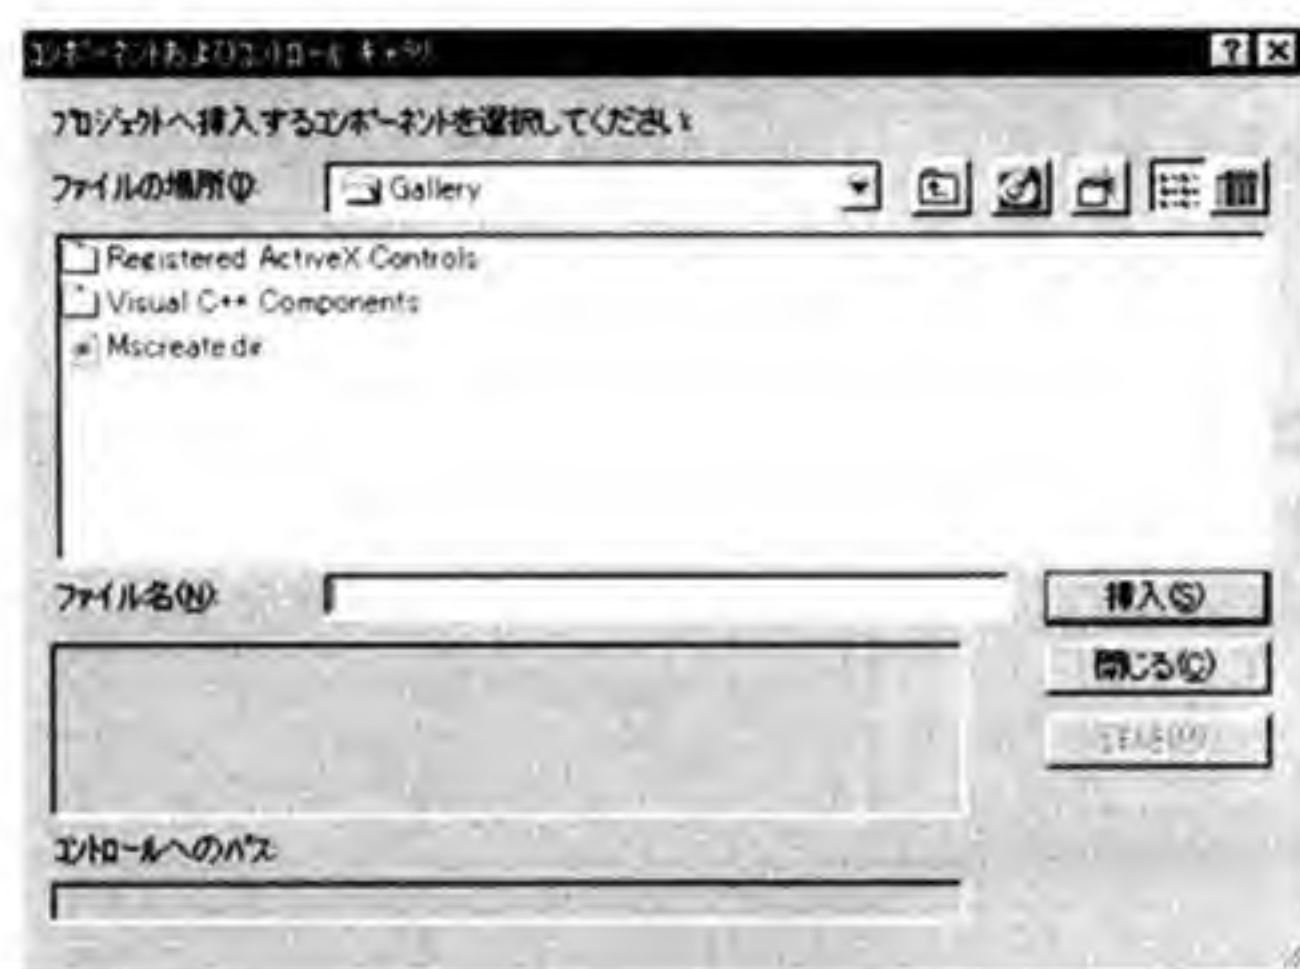 コンポーネントおよびコントロール ギャラリ
プロジェクトへ挿入するコンポーネントを選択してください:
ファイルの場所(I): Gallery
Registered ActiveX Controls
Visual C++ Components
Mscreate.dir
ファイル名(N):
挿入(S)
閉じる(C)
コントロールへのパス: